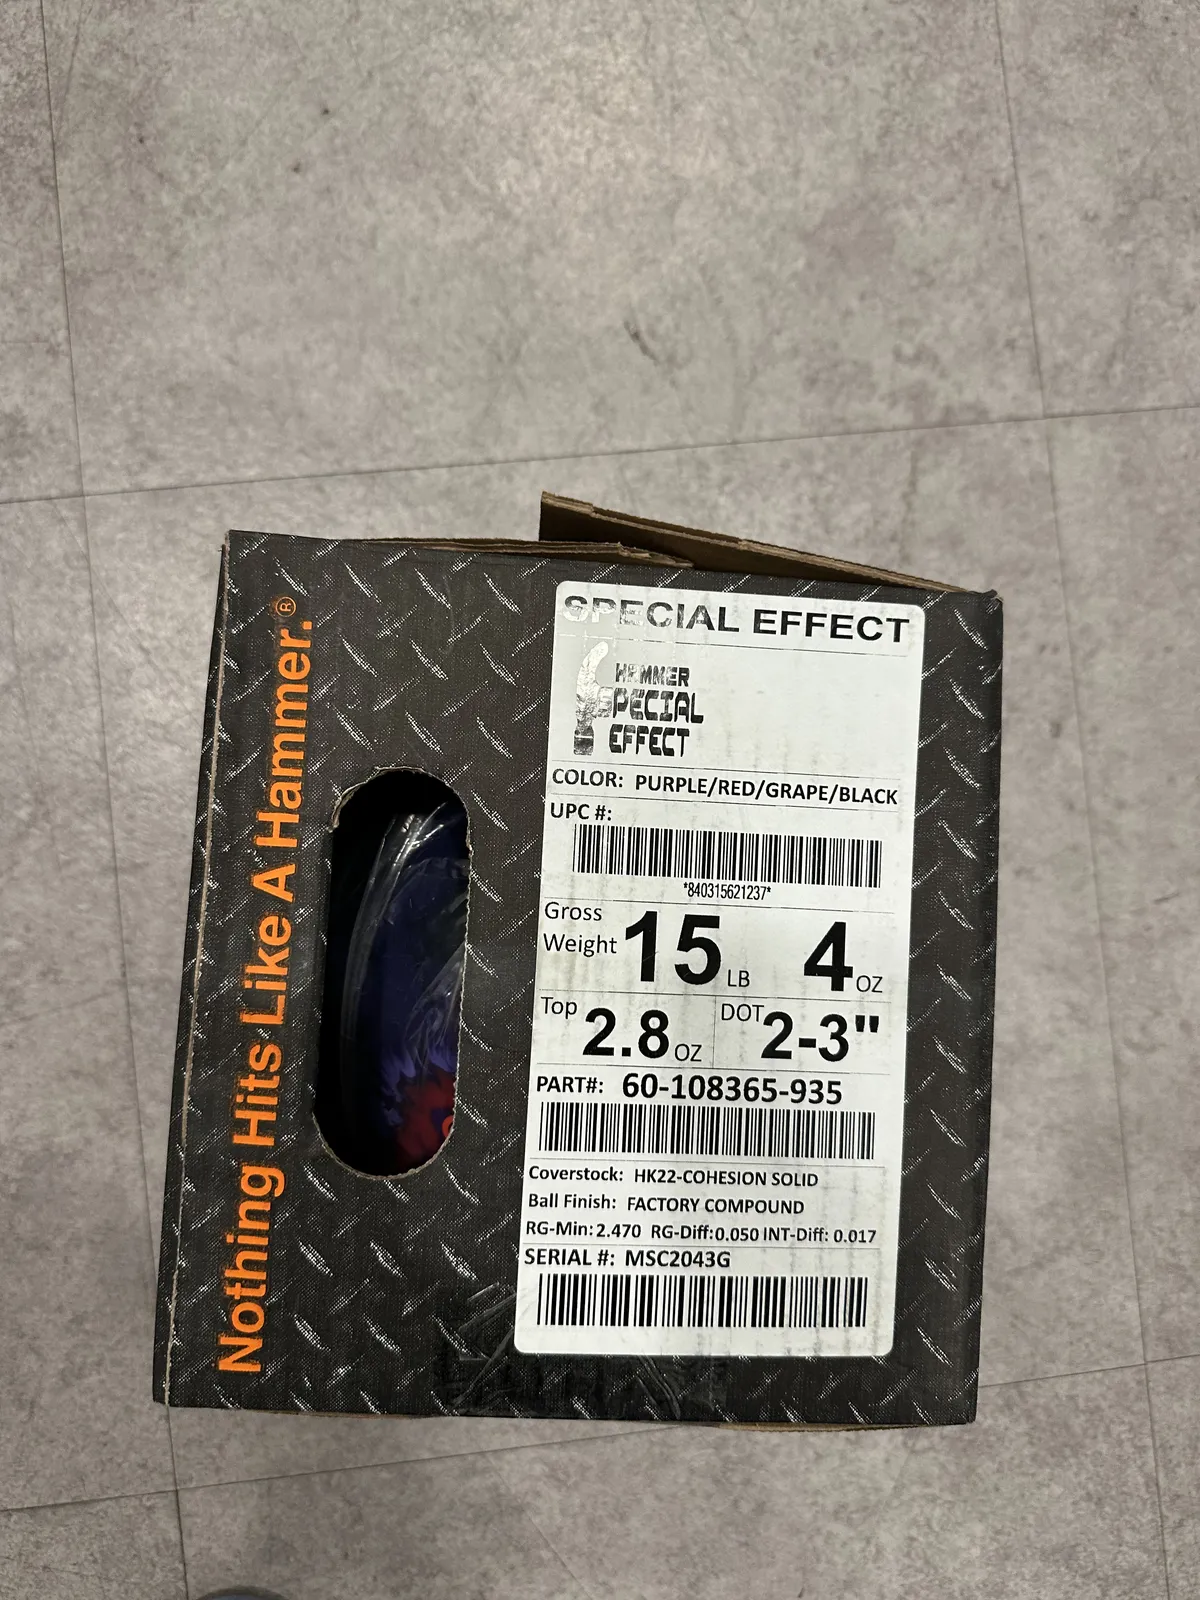 Nothing Hits Like A Hammer.®
SPECIAL EFFECT
HAMMER
SPECIAL
EFFECT
COLOR: PURPLE/RED/GRAPE/BLACK
UPC #:
*840315621237*
Gross Weight 15 LB 4 OZ
Top 2.8 OZ DOT 2-3"
PART#: 60-108365-935
Coverstock: HK22-COHESION SOLID
Ball Finish: FACTORY COMPOUND
RG-Min: 2.470 RG-Diff: 0.050 INT-Diff: 0.017
SERIAL #: MSC2043G